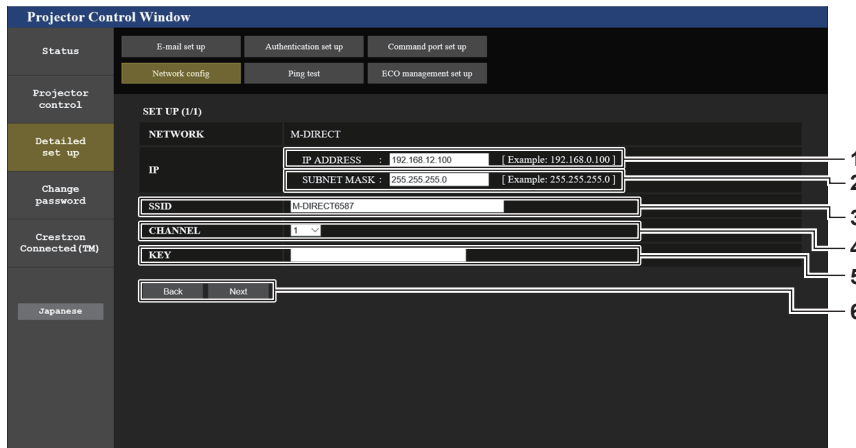 Projector Control Window
Status
E-mail set up
Authentication set up
Command port set up
Network config
Ping test
ECO management set up
Projector control
Detailed set up
Change password
Crestron Connected(TM)
Japanese
SET UP (1/1)
NETWORK M-DIRECT
IP
IP ADDRESS : 192.168.12.100 [ Example: 192.168.0.100 ] 1
SUBNET MASK : 255.255.255.0 [ Example: 255.255.255.0 ] 2
SSID M-DIRECT6587 3
CHANNEL 1 4
KEY 5
Back Next 6